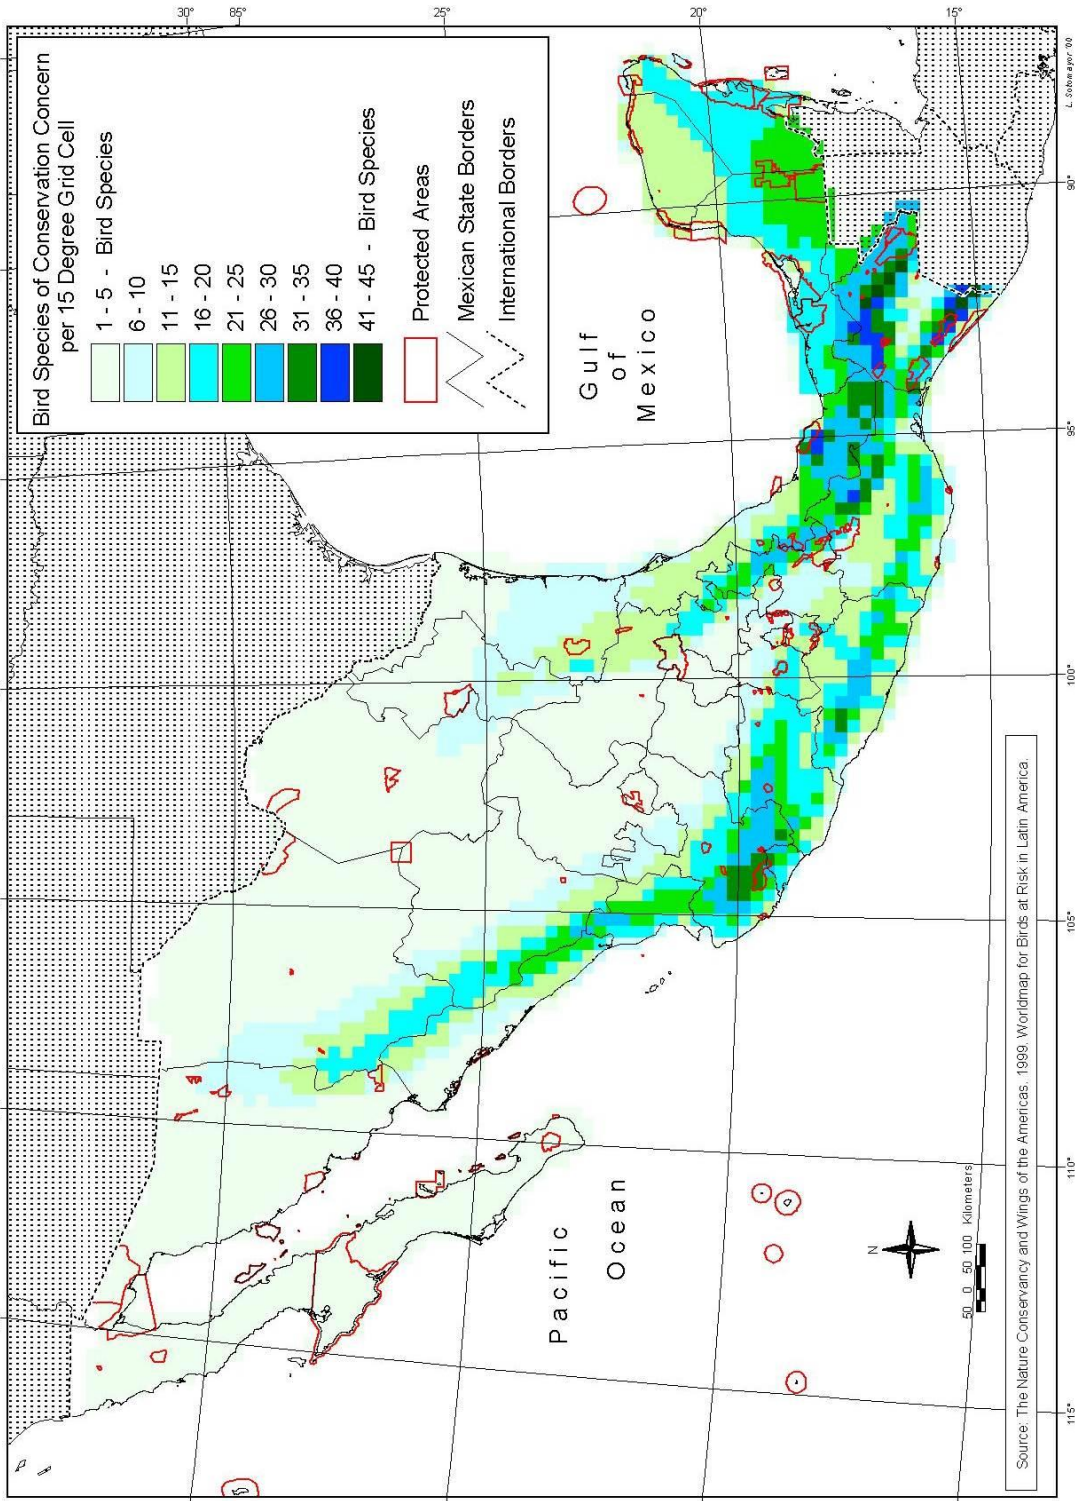 Bird Species of Conservation Concern
per 15 Degree Grid Cell
1 - 5 - Bird Species
6 - 10
11 - 15
16 - 20
21 - 25
26 - 30
31 - 35
36 - 40
41 - 45 - Bird Species
Protected Areas
Mexican State Borders
International Borders
Gulf
of
Mexico
Pacific
Ocean
N
50 0 50 100 Kilometers
Source: The Nature Conservancy and Wings of the Americas. 1999. Worldmap for Birds at Risk in Latin America.
30°
85°
25°
20°
15°
90°
95°
100°
105°
110°
115°
L. Sotomayor '00